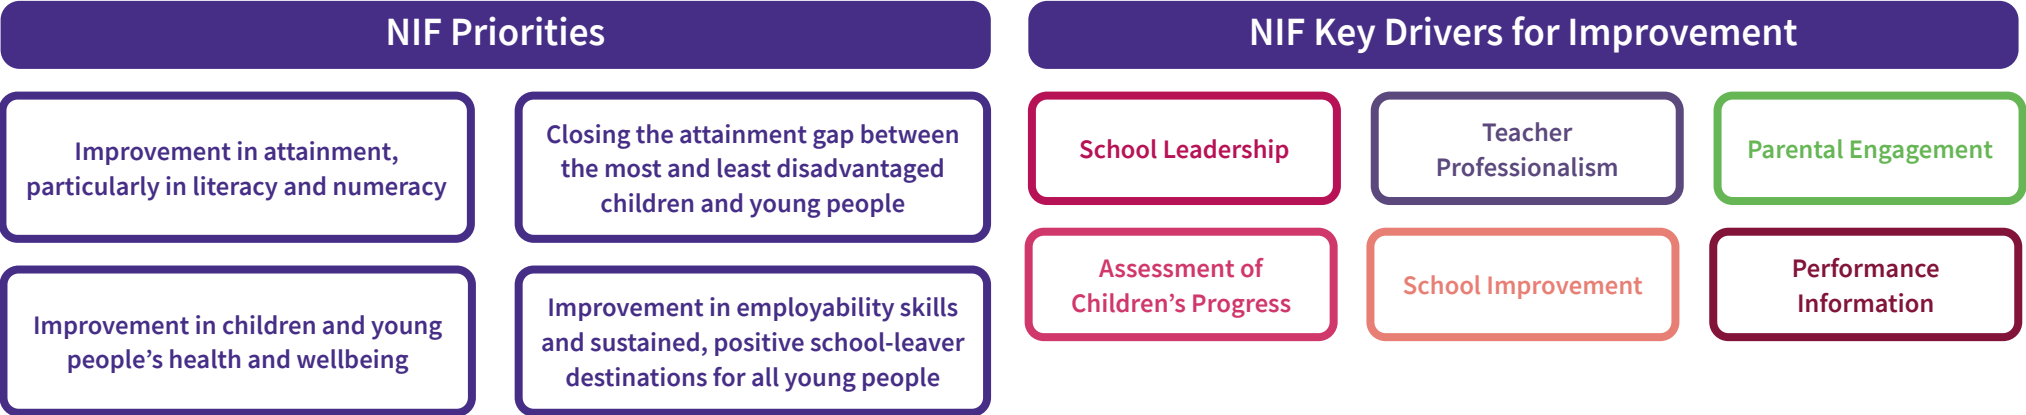 NIF Priorities
Improvement in attainment,
particularly in literacy and numeracy
Closing the attainment gap between
the most and least disadvantaged
children and young people
Improvement in children and young
people’s health and wellbeing
Improvement in employability skills
and sustained, positive school-leaver
destinations for all young people
NIF Key Drivers for Improvement
School Leadership
Teacher
Professionalism
Parental Engagement
Assessment of
Children’s Progress
School Improvement
Performance
Information